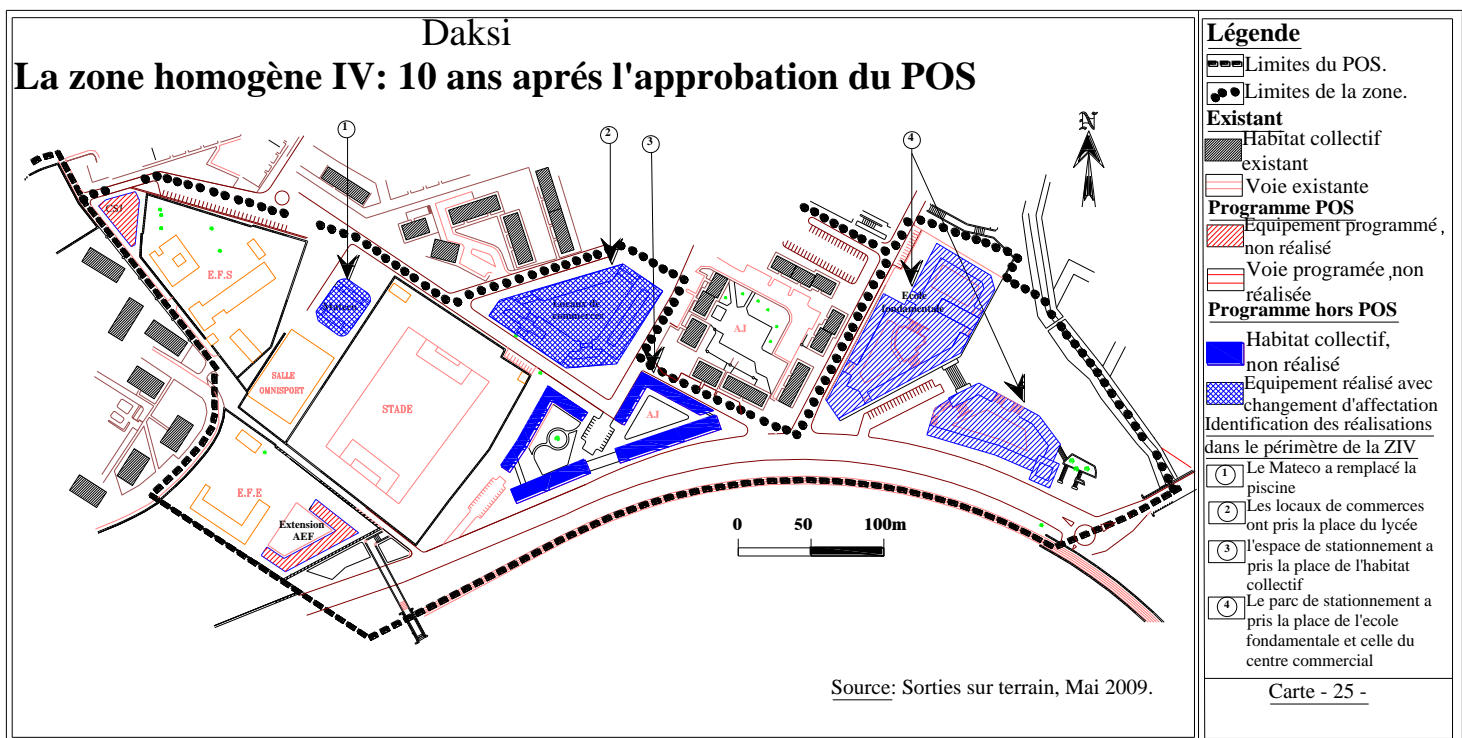 Daksi
La zone homogène IV: 10 ans aprés l'approbation du POS
1
2
3
4
N
CSJ
E.F.S
Mateco
Locaux de
commerces
A.J
Ecole
fondamentale
SALLE
OMNISPORT
STADE
A.J
E.F.E
Extension
AEF
0 50 100m
Source: Sorties sur terrain, Mai 2009.
Légende
Limites du POS.
Limites de la zone.
Existant
Habitat collectif
existant
Voie existante
Programme POS
Equipement programmé,
non réalisé
Voie programée ,non
réalisée
Programme hors POS
Habitat collectif,
non réalisé
Equipement réalisé avec
changement d'affectation
Identification des réalisations
dans le périmètre de la ZIV
1 Le Mateco a remplacé la
piscine
2 Les locaux de commerces
ont pris la place du lycée
3 l'espace de stationnement a
pris la place de l'habitat
collectif
4 Le parc de stationnement a
pris la place de l'ecole
fondamentale et celle du
centre commercial
Carte - 25 -